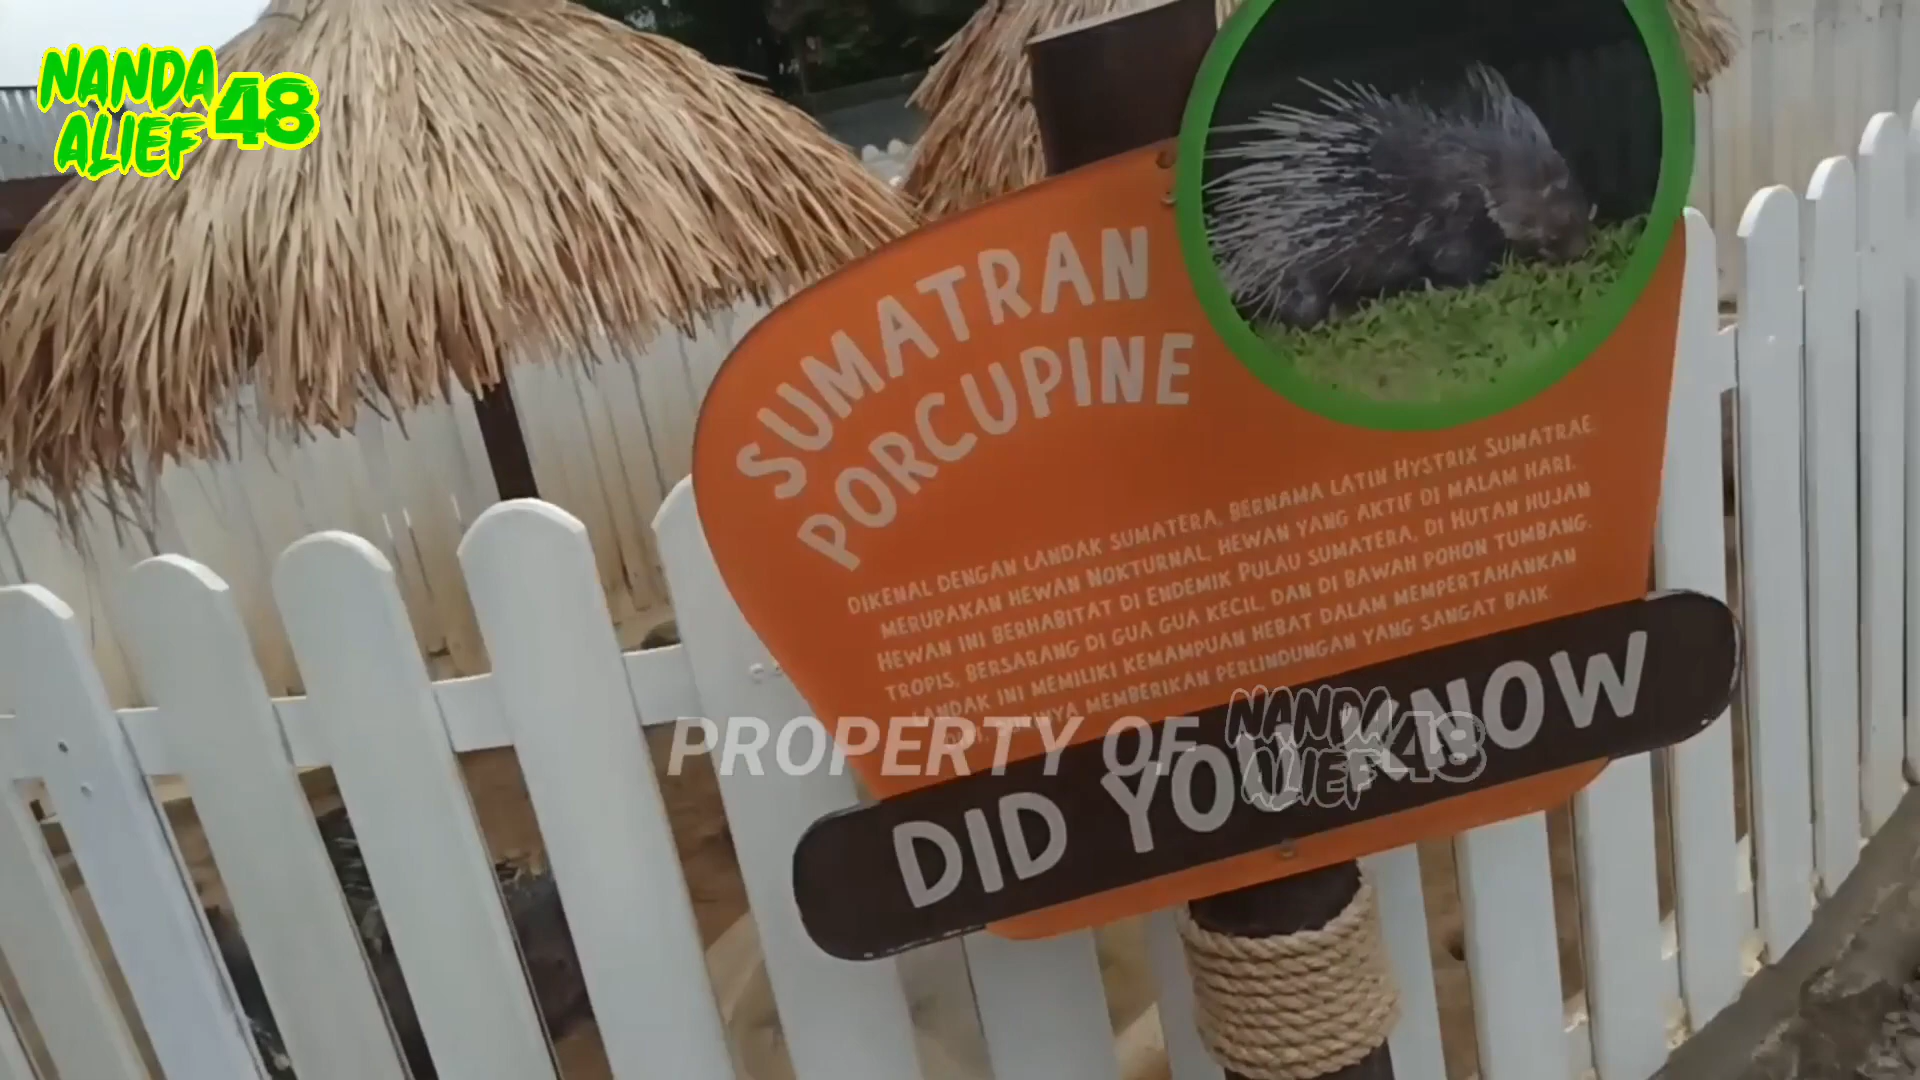 NANDA
ALIEF 48
SUMATRAN
PORCUPINE
DIKENAL DENGAN LANDAK SUMATERA, BERNAMA LATIN HYSTRIX SUMATRAE.
MERUPAKAN HEWAN NOKTURNAL, HEWAN YANG AKTIF DI MALAM HARI.
HEWAN INI BERHABITAT DI ENDEMIK PULAU SUMATERA, DI HUTAN HUJAN
TROPIS, BERSARANG DI GUA GUA KECIL, DAN DI BAWAH POHON TUMBANG.
LANDAK INI MEMILIKI KEMAMPUAN HEBAT DALAM MEMPERTAHANKAN
MEMBERIKAN PERLINDUNGAN YANG SANGAT BAIK.
PROPERTY OF NANDA ALIEF 48
DID YOU KNOW